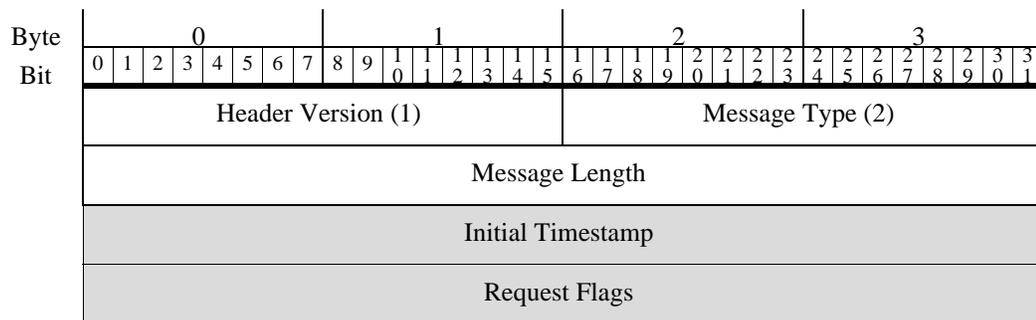 Byte 0 1 2 3
Bit 0 1 2 3 4 5 6 7 8 9 10 11 12 13 14 15 16 17 18 19 20 21 22 23 24 25 26 27 28 29 30 31
Header Version (1) Message Type (2)
Message Length
Initial Timestamp
Request Flags